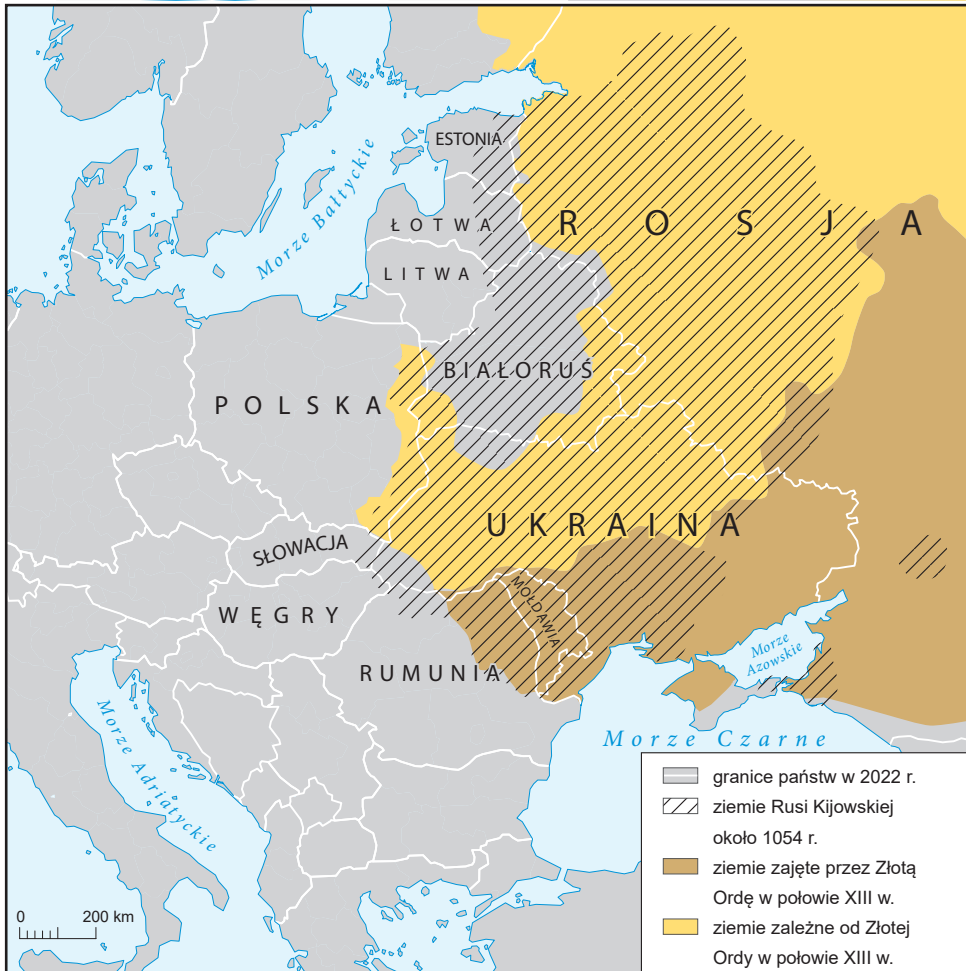 ESTONIA
Morze Bałtyckie
ŁOTWA
ROSJA
LITWA
BIAŁORUŚ
POLSKA
UKRAINA
SŁOWACJA
MOŁDAWIA
WĘGRY
Morze
Azowskie
RUMUNIA
Morze Adriatyckie
Morze Czarne
granice państw w 2022 r.
ziemie Rusi Kijowskiej
około 1054 r.
ziemie zajęte przez Złotą
Ordę w połowie XIII w.
ziemie zależne od Złotej
Ordy w połowie XIII w.
0 200 km